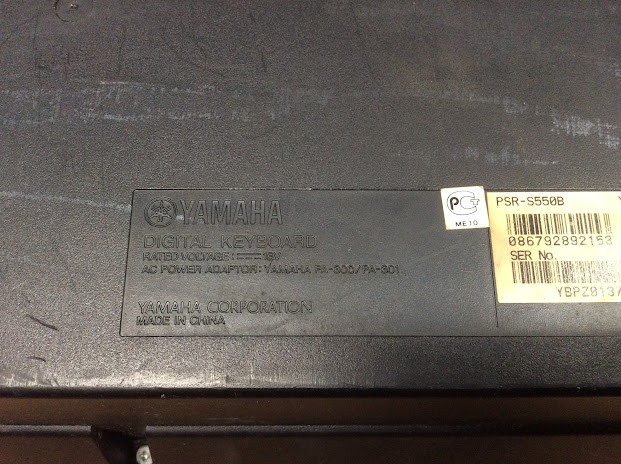 YAMAHA
DIGITAL KEYBOARD
RATED VOLTAGE: 16V
AC POWER ADAPTOR: YAMAHA PA-300/PA-301
YAMAHA CORPORATION
MADE IN CHINA
ME10
PSR-S550B
086792892153
SER No.